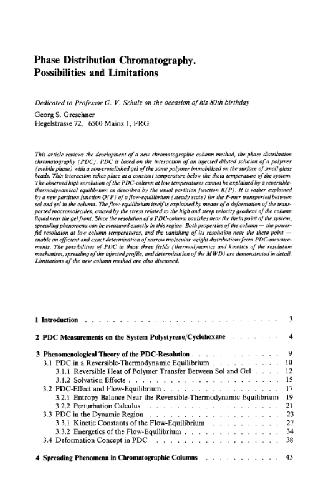 Phase Distribution Chromatography.
Possibilities and Limitations
Dedicated to Professor G. V. Schulz on the occasion of his 80th birthday
Georg S. Greschner
Hegelstrasse 72, 6500 Mainz 1, FRG
This article reviews the development of a new chromatographic column method, the phase distribution
chromatography (PDC). PDC is based on the interaction of an injected diluted solution of a polymer
(mobile phase) with a non-crosslinked gel of the same polymer immobilized on the surface of small glass
beads. This interaction takes place at a constant temperature below the theta temperature of the system.
The observed high resolution of the PDC-column at low temperatures cannot be explained by a reversible-
thermodynamical equilibrium as described by the usual partition function K(P). It is rather explained
by a new partition function Q(P) of a flow-equilibrium (steady state) for the P-mer transported between
sol and gel in the column. The flow-equilibrium itself is explained by means of a deformation of the trans-
ported macromolecules, caused by the stress related to the high and steep velocity gradient of the column
liquid near the gel front. Since the resolution of a PDC-column vanishes near the theta point of the system,
spreading phenomena can be measured exactly in this region. Both properties of the column — the power-
ful resolution at low column temperatures, and the vanishing of its resolution near the theta point —
enable an efficient and exact determination of narrow molecular weight distributions from PDC-measure-
ments. The possibilities of PDC in these three fields (thermodynamics and kinetics of the resolution
mechanism, spreading of the injected profile, and determination of the MWD) are demonstrated in detail.
Limitations of the new column method are also discussed.
1 Introduction . . . . . . . . . . . . . . . . . . . . . . . . 3
2 PDC Measurements on the System Polystyrene/Cyclohexane . . . . . . . . 4
3 Phenomenological Theory of the PDC-Resolution . . . . . . . . . . . . 9
3.1 PDC in a Reversible-Thermodynamic Equilibrium . . . . . . . . . . 10
3.1.1 Reversible Heat of Polymer Transfer Between Sol and Gel . . . . 12
3.1.2 Solvation Effects . . . . . . . . . . . . . . . . . . . . 15
3.2 PDC-Effect and Flow-Equilibrium . . . . . . . . . . . . . . . . 17
3.2.1 Entropy Balance Near the Reversible-Thermodynamic Equilibrium 19
3.2.2 Perturbation Calculus . . . . . . . . . . . . . . . . . . 21
3.3 PDC in the Dynamic Region . . . . . . . . . . . . . . . . . . 23
3.3.1 Kinetic Constants of the Flow-Equilibrium . . . . . . . . . 27
3.3.2 Energetics of the Flow-Equilibrium . . . . . . . . . . . . . 34
3.4 Deformation Concept in PDC . . . . . . . . . . . . . . . . . . 38
4 Spreading Phenomena in Chromatographic Columns . . . . . . . . . . 43